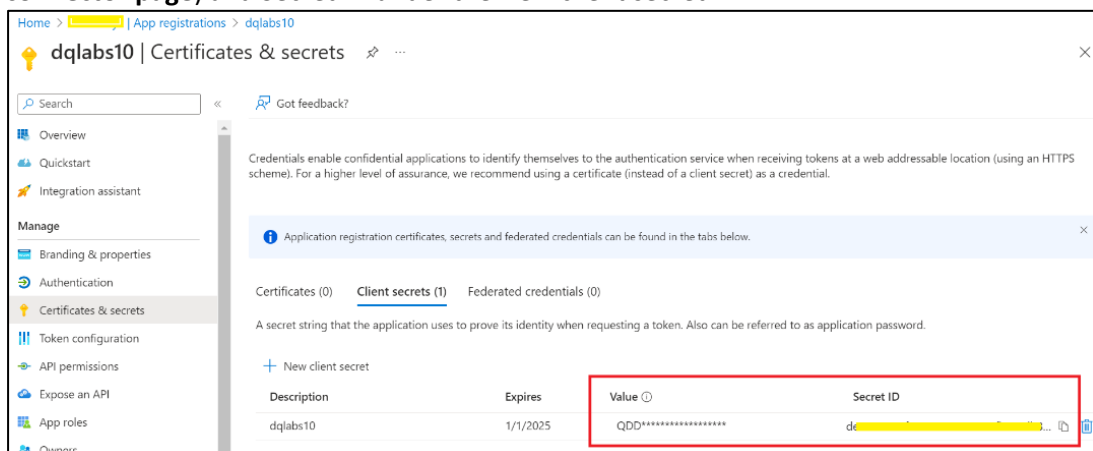 Home > | App registrations > dqlabs10
dqlabs10 | Certificates & secrets ...
Search «
Got feedback?
Overview
Quickstart
Integration assistant
Credentials enable confidential applications to identify themselves to the authentication service when receiving tokens at a web addressable location (using an HTTPS
scheme). For a higher level of assurance, we recommend using a certificate (instead of a client secret) as a credential.
Manage
Branding & properties
Authentication
Certificates & secrets
Token configuration
API permissions
Expose an API
App roles
Owners
Application registration certificates, secrets and federated credentials can be found in the tabs below.
Certificates (0) Client secrets (1) Federated credentials (0)
A secret string that the application uses to prove its identity when requesting a token. Also can be referred to as application password.
+ New client secret
Description Expires Value Secret ID
dqlabs10 1/1/2025 QDD****************** de ...